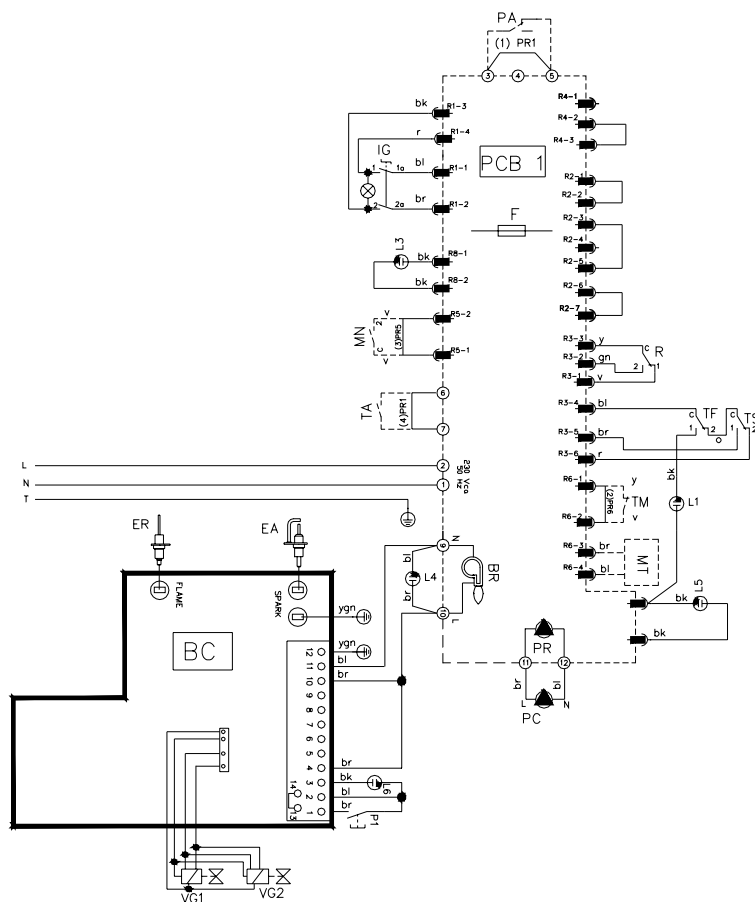 PA
(1) PR1
3
4
5
bk
R1-3
r
R1-4
IG
1
1a
bl
R1-1
2
2a
br
R1-2
PCB 1
F
R4-1
R4-2
R4-3
R2-1
R2-2
R2-3
R2-4
R2-5
R2-6
R2-7
L3
bk
R8-1
bk
R8-2
MN
2
v
R5-2
(3)PR5
c
v
R5-1
TA
(4)PR1
6
7
R3-3
y
c
R
R3-2
gn
2
1
R3-1
v
R3-4
bl
c
TF
c
TS
1
2
1
2
R3-5
br
o
R3-6
r
bk
L1
R6-1
y
(2)PR6
TM
R6-2
v
R6-3
br
MT
R6-4
bl
bk
L5
bk
L
2
230 Vca
50 Hz
N
1
T
ER
EA
FLAME
SPARK
BC
ygn
ygn
9
N
bl
L4
br
BR
10
L
12
11
bl
10
br
9
8
7
6
5
4
br
3
bk
L6
2
bl
1
br
P1
14
13
PR
11
12
br
bl
L
N
PC
VG1
VG2